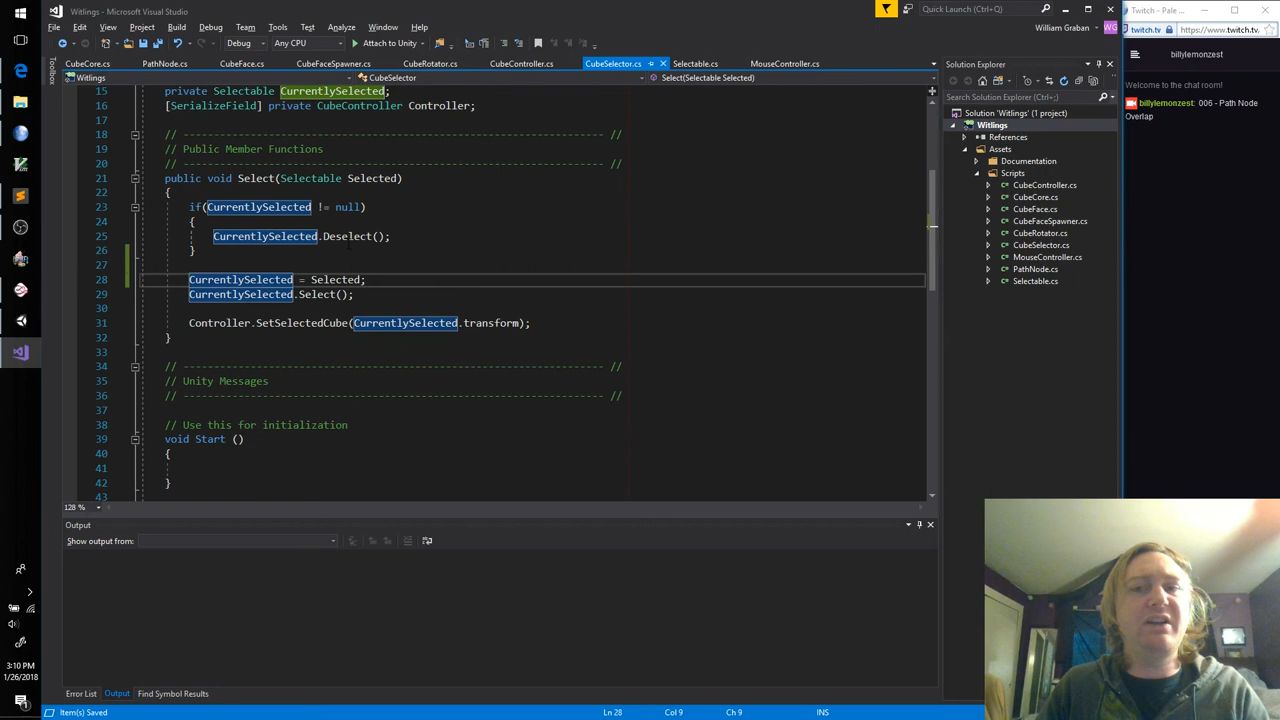 Witlings - Microsoft Visual Studio
Quick Launch (Ctrl+Q)
Twitch - Pale
File Edit View Project Build Debug Team Tools Test Analyze Window Help
William Graban WG
Debug Any CPU Attach to Unity
twitch.tv https://www.twitch.tv.
CubeCore.cs PathNode.cs CubeFace.cs CubeFaceSpawner.cs CubeRotator.cs CubeController.cs CubeSelector.cs Selectable.cs MouseController.cs
Witlings CubeSelector Select(Selectable Selected)
Toolbox
15 private Selectable CurrentlySelected;
16 [SerializeField] private CubeController Controller;
17
18 // ---------------------------------------------------------------------- //
19 // Public Member Functions
20 // ---------------------------------------------------------------------- //
21 public void Select(Selectable Selected)
22 {
23 if(CurrentlySelected != null)
24 {
25 CurrentlySelected.Deselect();
26 }
27
28 CurrentlySelected = Selected;
29 CurrentlySelected.Select();
30
31 Controller.SetSelectedCube(CurrentlySelected.transform);
32 }
33
34 // ---------------------------------------------------------------------- //
35 // Unity Messages
36 // ---------------------------------------------------------------------- //
37
38 // Use this for initialization
39 void Start ()
40 {
41
42 }
43
128 %
Output
Show output from:
Error List Output Find Symbol Results
Item(s) Saved Ln 28 Col 9 Ch 9 INS
Solution Explorer
Search Solution Explorer (Ctrl+;)
Solution 'Witlings' (1 project)
Witlings
References
Assets
Documentation
Scripts
CubeController.cs
CubeCore.cs
CubeFace.cs
CubeFaceSpawner.cs
CubeRotator.cs
CubeSelector.cs
MouseController.cs
PathNode.cs
Selectable.cs
billylemonzest
Welcome to the chat room!
billylemonzest: 006 - Path Node
Overlap
3:10 PM
1/26/2018